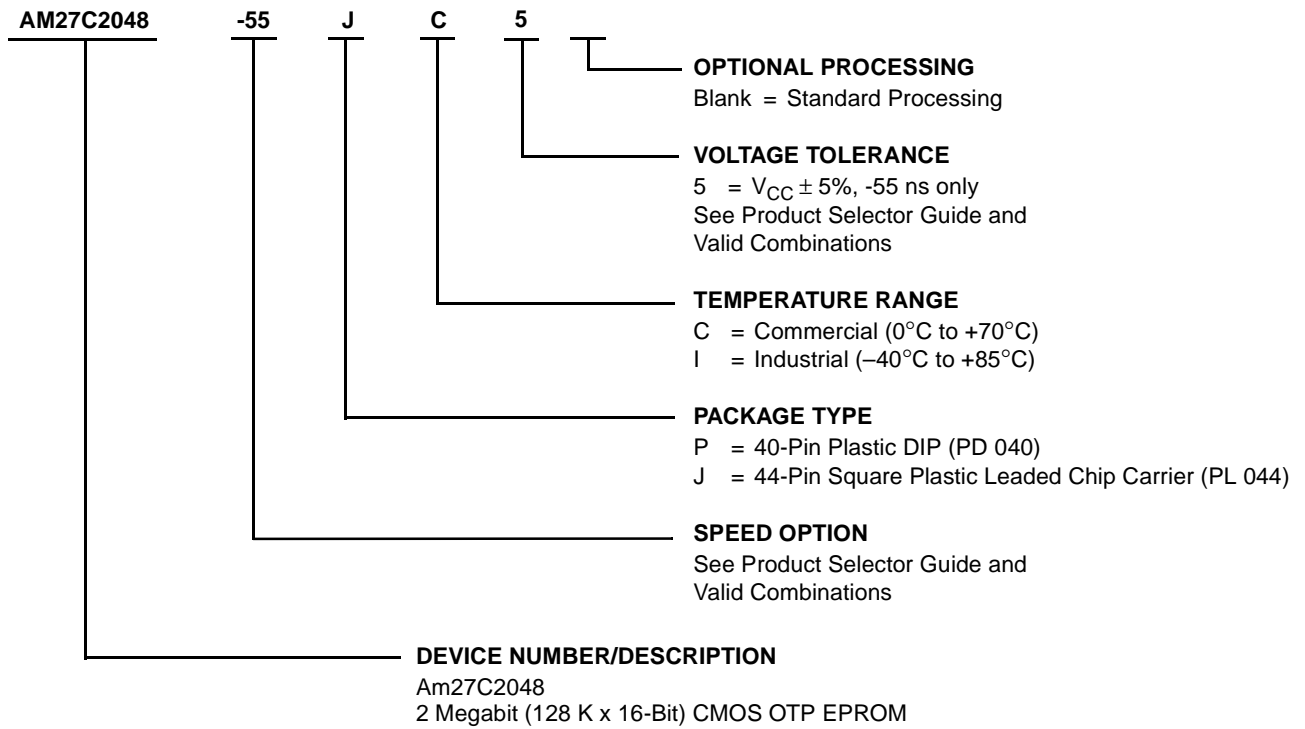 AM27C2048 -55 J C 5
OPTIONAL PROCESSING
Blank = Standard Processing
VOLTAGE TOLERANCE
5 = VCC ± 5%, -55 ns only
See Product Selector Guide and
Valid Combinations
TEMPERATURE RANGE
C = Commercial (0°C to +70°C)
I = Industrial (–40°C to +85°C)
PACKAGE TYPE
P = 40-Pin Plastic DIP (PD 040)
J = 44-Pin Square Plastic Leaded Chip Carrier (PL 044)
SPEED OPTION
See Product Selector Guide and
Valid Combinations
DEVICE NUMBER/DESCRIPTION
Am27C2048
2 Megabit (128 K x 16-Bit) CMOS OTP EPROM